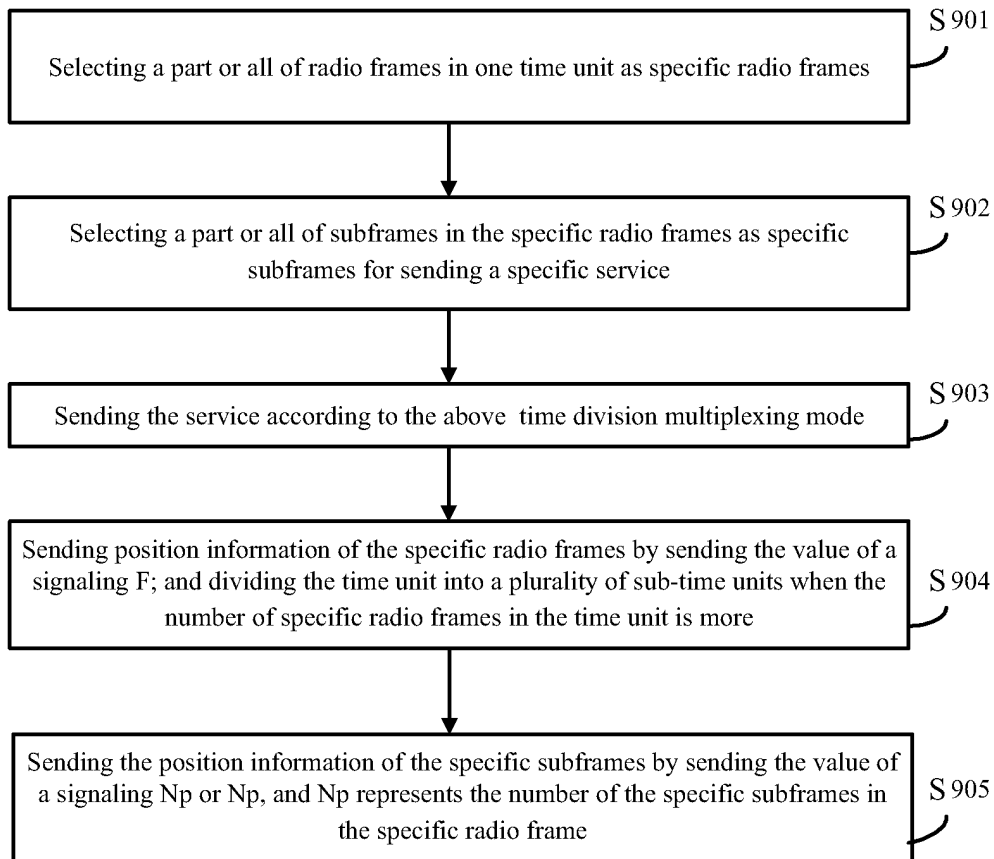 S 901
Selecting a part or all of radio frames in one time unit as specific radio frames
S 902
Selecting a part or all of subframes in the specific radio frames as specific
subframes for sending a specific service
S 903
Sending the service according to the above time division multiplexing mode
Sending position information of the specific radio frames by sending the value of a
signaling F; and dividing the time unit into a plurality of sub-time units when the
number of specific radio frames in the time unit is more
S 904
Sending the position information of the specific subframes by sending the value of
a signaling Np or Np, and Np represents the number of the specific subframes in
the specific radio frame
S 905